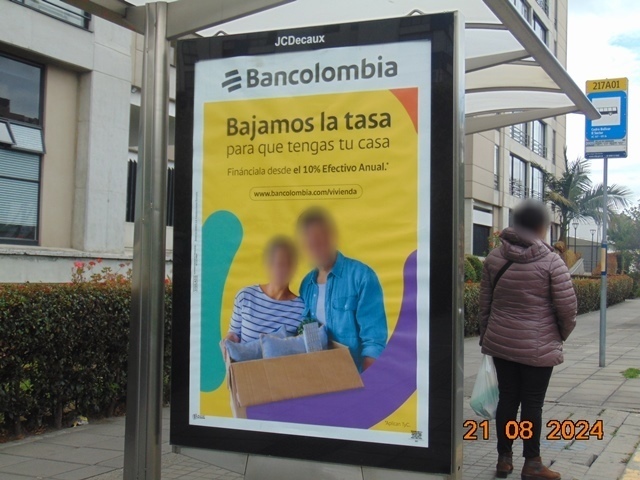 JCDecaux
Bancolombia
Bajamos la tasa
para que tengas tu casa
Fináncíala desde el 10% Efectivo Anual.*
www.bancolombia.com/vivienda
217A01
21 08 2024